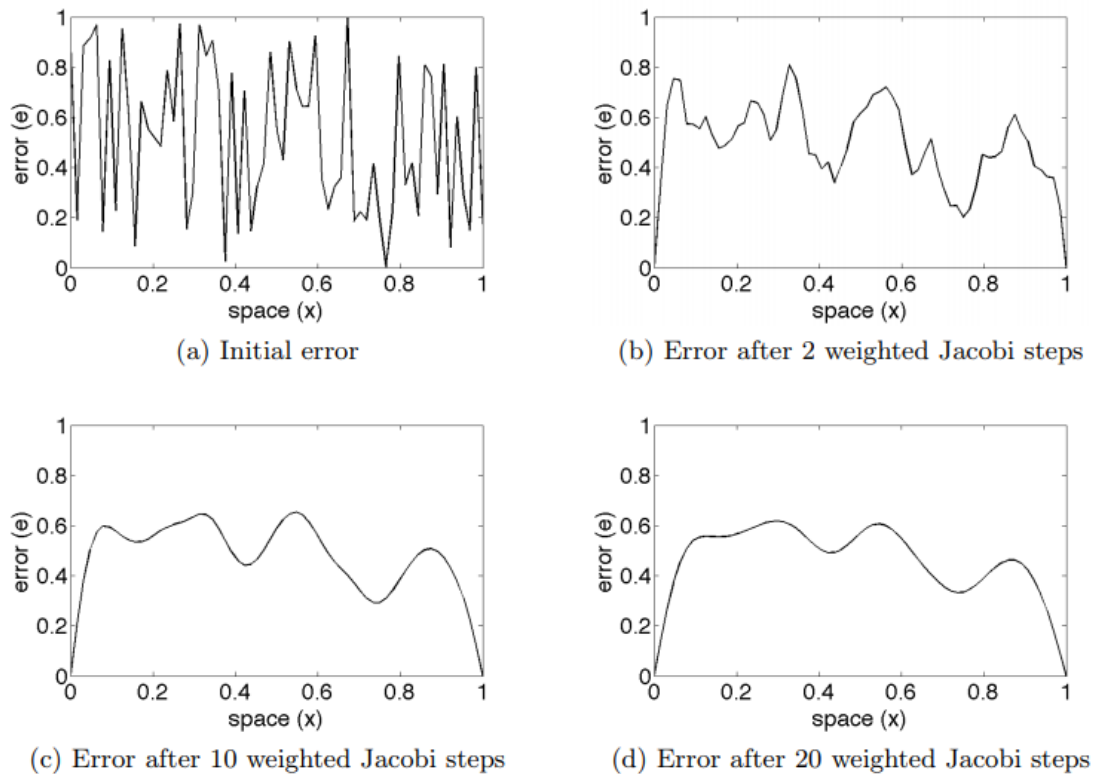 1
0.8
0.6
0.4
0.2
0
error (e)
0 0.2 0.4 0.6 0.8 1
space (x)
(a) Initial error
1
0.8
0.6
0.4
0.2
0
error (e)
0 0.2 0.4 0.6 0.8 1
space (x)
(b) Error after 2 weighted Jacobi steps
1
0.8
0.6
0.4
0.2
0
error (e)
0 0.2 0.4 0.6 0.8 1
space (x)
(c) Error after 10 weighted Jacobi steps
1
0.8
0.6
0.4
0.2
0
error (e)
0 0.2 0.4 0.6 0.8 1
space (x)
(d) Error after 20 weighted Jacobi steps